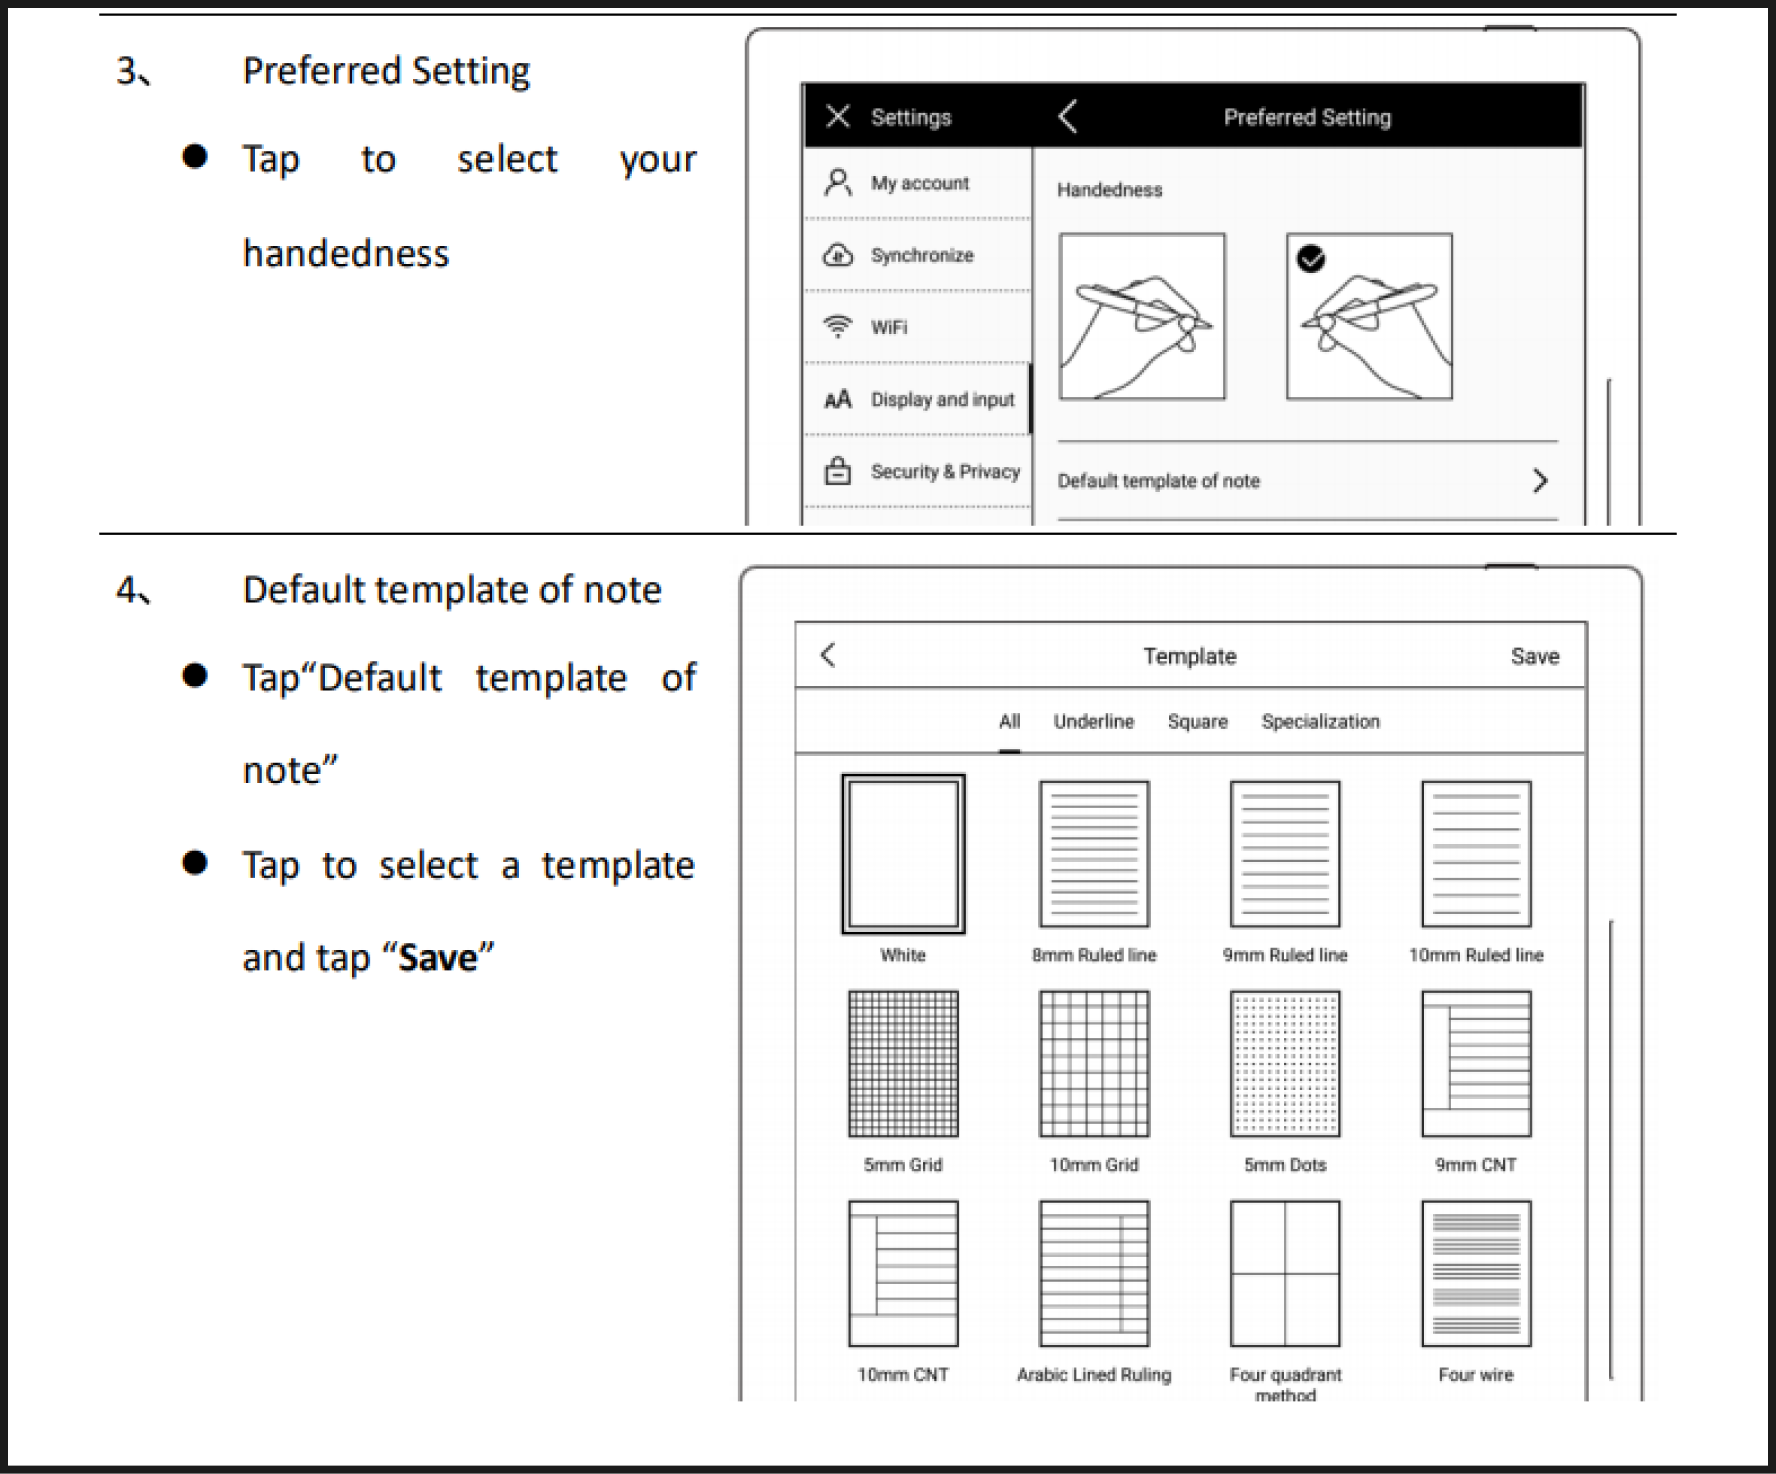 3、 Preferred Setting
● Tap to select your
handedness
Settings
Preferred Setting
My account
Synchronize
WiFi
Display and input
Security & Privacy
Handedness
Default template of note
4、 Default template of note
● Tap“Default template of
note”
● Tap to select a template
and tap “Save”
Template
Save
All Underline Square Specialization
White 8mm Ruled line 9mm Ruled line 10mm Ruled line
5mm Grid 10mm Grid 5mm Dots 9mm CNT
10mm CNT Arabic Lined Ruling Four quadrant Four wire
method